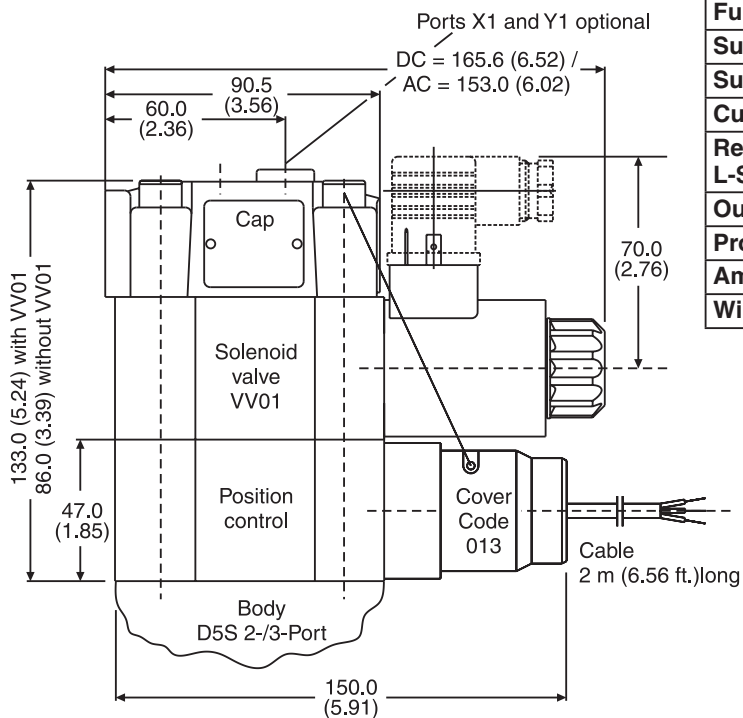 Ports X1 and Y1 optional
DC = 165.6 (6.52) /
AC = 153.0 (6.02)
90.5
(3.56)
60.0
(2.36)
Cap
70.0
(2.76)
133.0 (5.24) with VV01
86.0 (3.39) without VV01
Solenoid
valve
VV01
47.0
(1.85)
Position
control
Cover
Code
013
Cable
2 m (6.56 ft.)long
Body
D5S 2-/3-Port
150.0
(5.91)
Fu
Su
Su
Cu
Re
L-S
Ou
Pro
Am
Wi